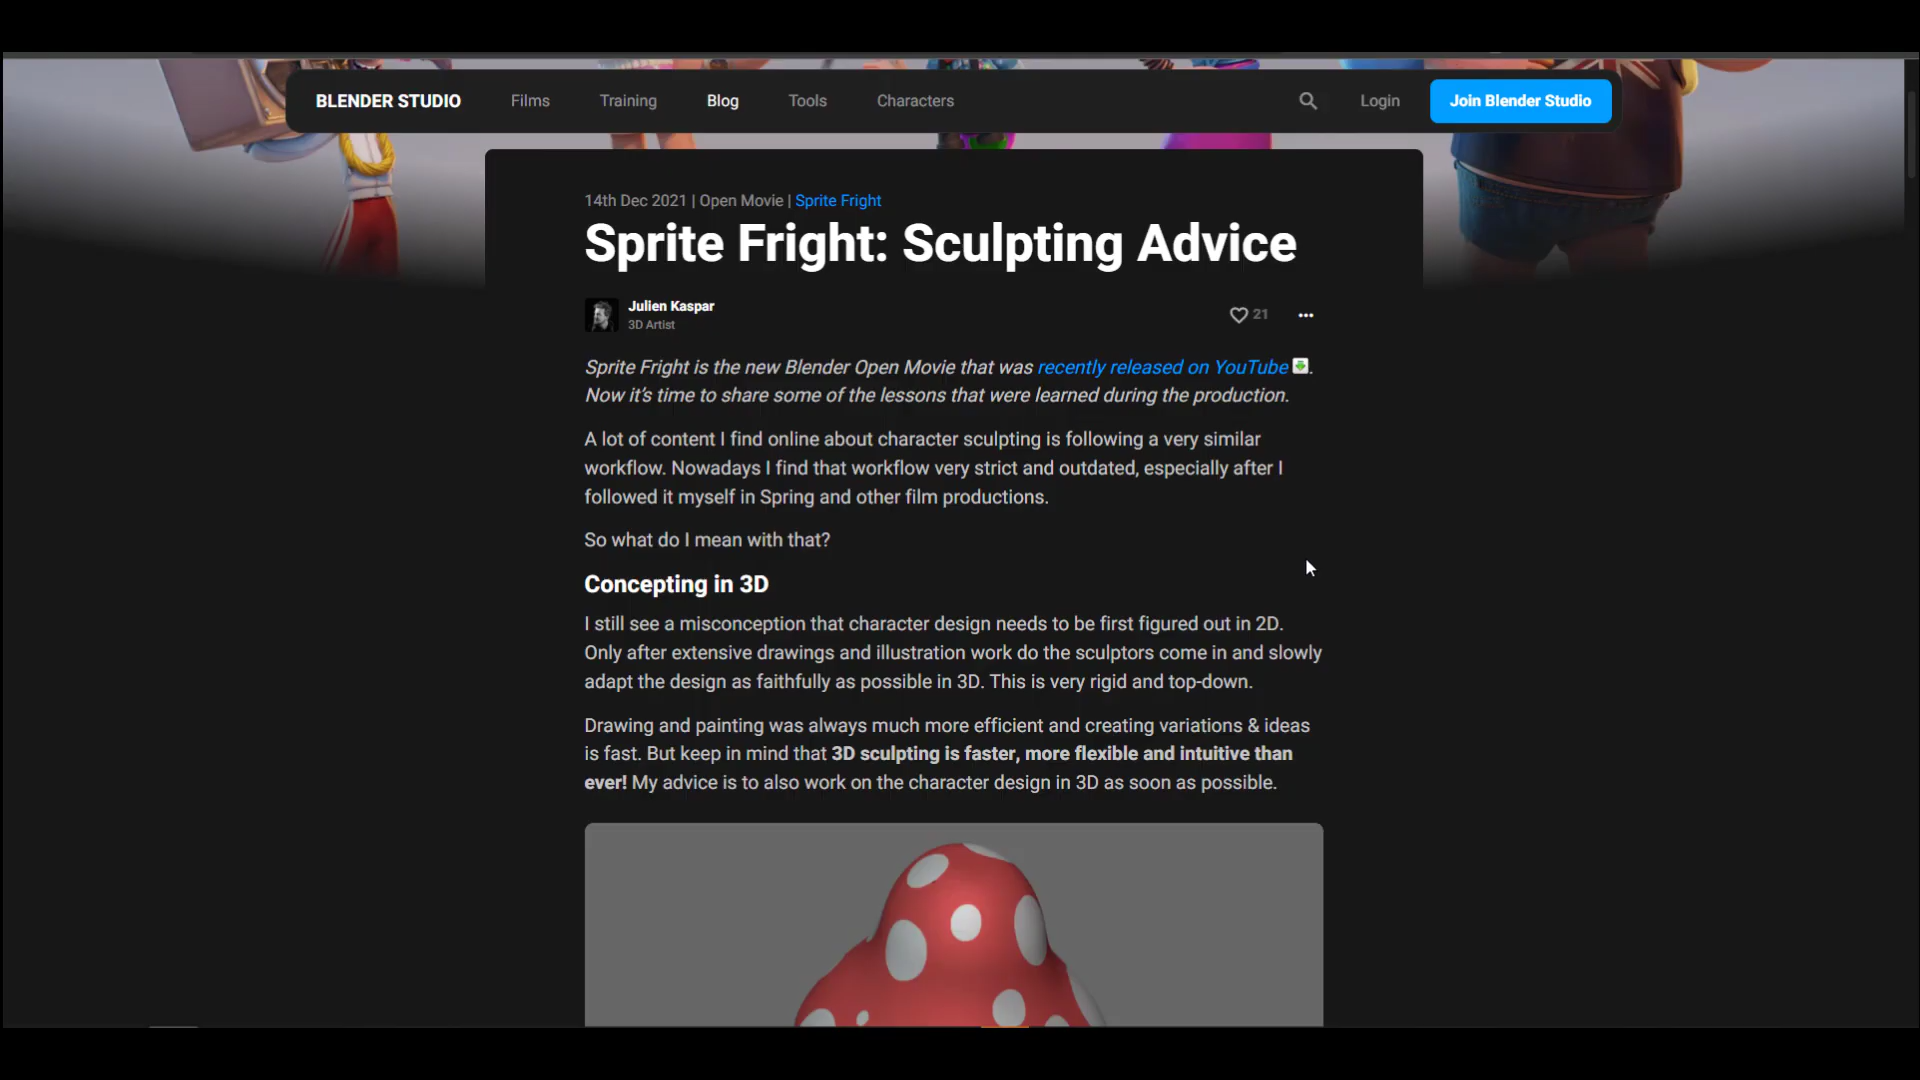 BLENDER STUDIO Films Training Blog Tools Characters Login Join Blender Studio
14th Dec 2021 | Open Movie | Sprite Fright
Sprite Fright: Sculpting Advice
Julien Kaspar
3D Artist
21
Sprite Fright is the new Blender Open Movie that was recently released on YouTube.
Now it's time to share some of the lessons that were learned during the production.
A lot of content I find online about character sculpting is following a very similar
workflow. Nowadays I find that workflow very strict and outdated, especially after I
followed it myself in Spring and other film productions.
So what do I mean with that?
Concepting in 3D
I still see a misconception that character design needs to be first figured out in 2D.
Only after extensive drawings and illustration work do the sculptors come in and slowly
adapt the design as faithfully as possible in 3D. This is very rigid and top-down.
Drawing and painting was always much more efficient and creating variations & ideas
is fast. But keep in mind that 3D sculpting is faster, more flexible and intuitive than
ever! My advice is to also work on the character design in 3D as soon as possible.